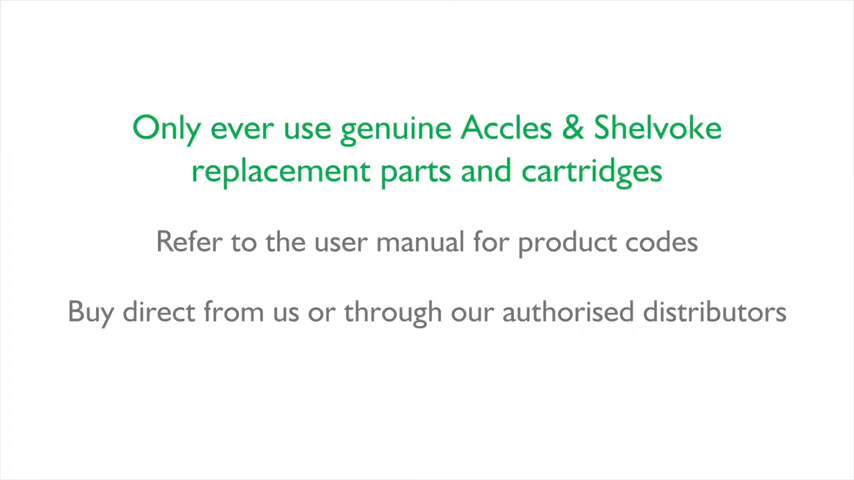 Only ever use genuine Accles & Shelvoke
replacement parts and cartridges
Refer to the user manual for product codes
Buy direct from us or through our authorised distributors